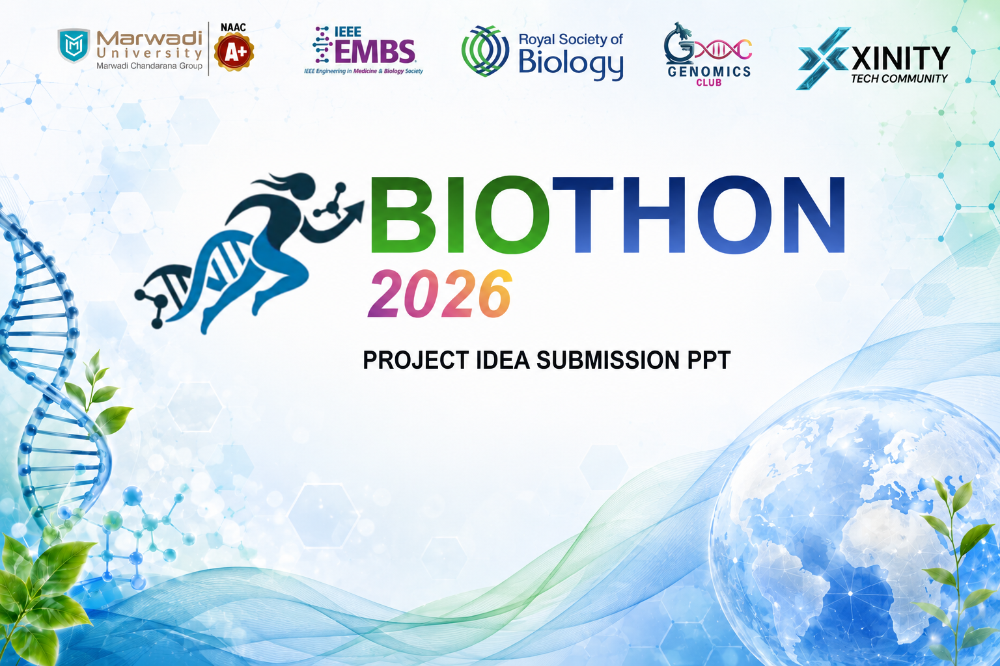 Marwadi
University
Marwadi Chandarana Group
NAAC
A+
IEEE
EMBS
IEEE Engineering in Medicine & Biology Society
Royal Society of
Biology
G C
GENOMICS
CLUB
XINITY
TECH COMMUNITY
BIOTHON
2026
PROJECT IDEA SUBMISSION PPT